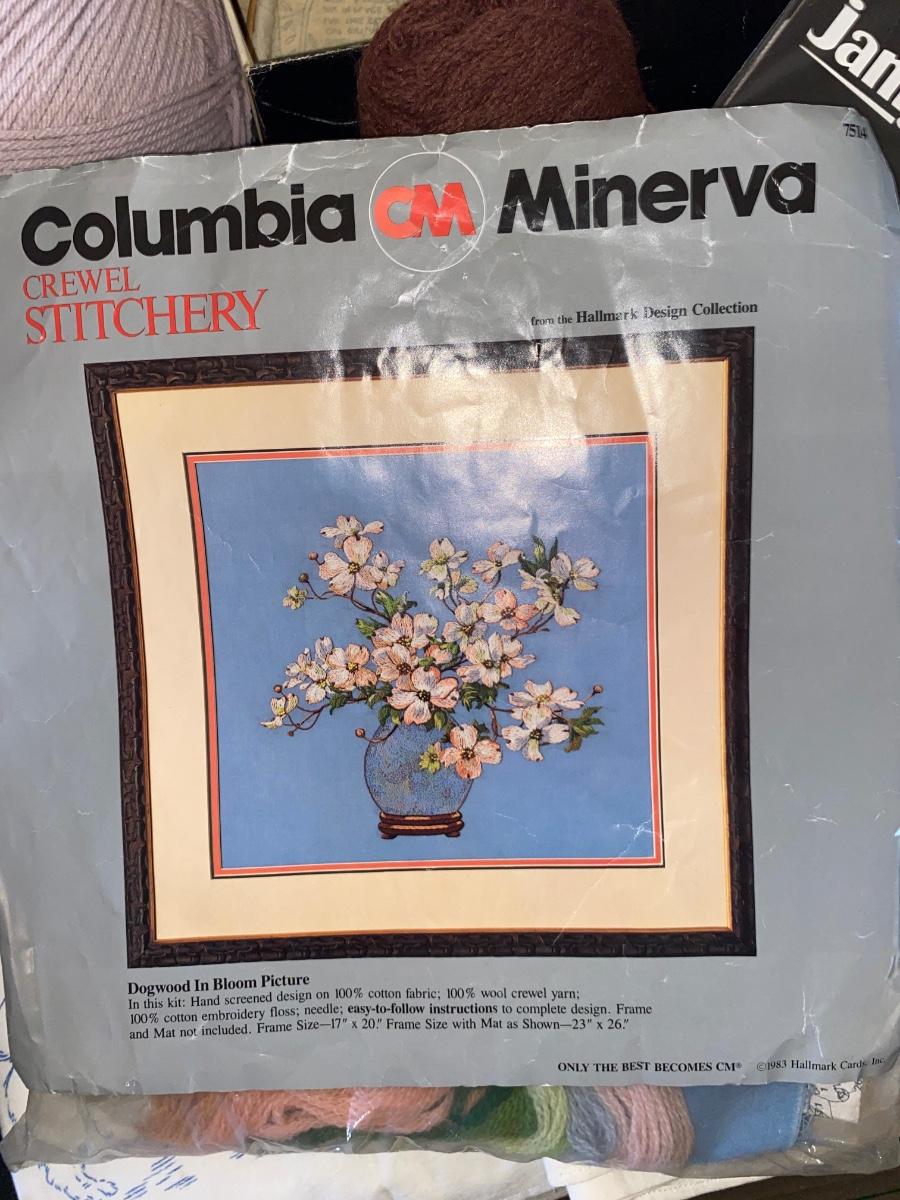 jam
7514
Columbia CM Minerva
CREWEL
STITCHERY
from the Hallmark Design Collection
Dogwood In Bloom Picture
In this kit: Hand screened design on 100% cotton fabric; 100% wool crewel yarn;
100% cotton embroidery floss; needle; easy-to-follow instructions to complete design. Frame
and Mat not included. Frame Size—17" x 20." Frame Size with Mat as Shown—23" x 26."
ONLY THE BEST BECOMES CM® ©1983 Hallmark Cards, Inc.